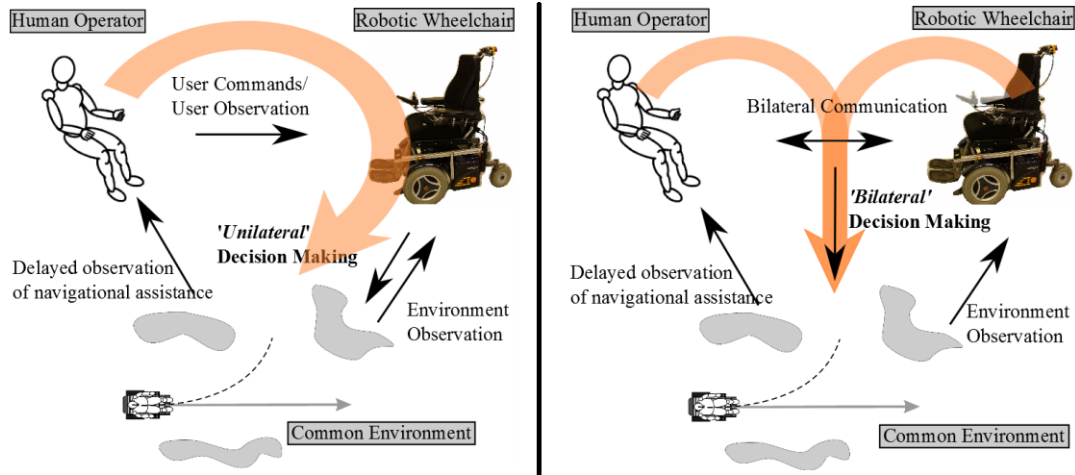 Human Operator
Robotic Wheelchair
User Commands/
User Observation
'Unilateral'
Decision Making
Delayed observation
of navigational assistance
Environment
Observation
Common Environment
Human Operator
Robotic Wheelchair
Bilateral Communication
'Bilateral'
Decision Making
Delayed observation
of navigational assistance
Environment
Observation
Common Environment